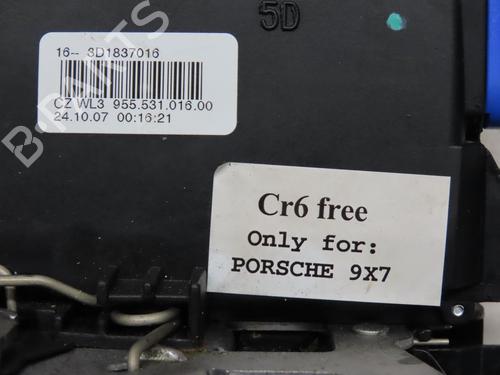 5D
16-- 3D1837016
CZ WL3 955.531.016.00
24.10.07 00:16:21
Cr6 free
Only for:
PORSCHE 9X7
B-PARTS